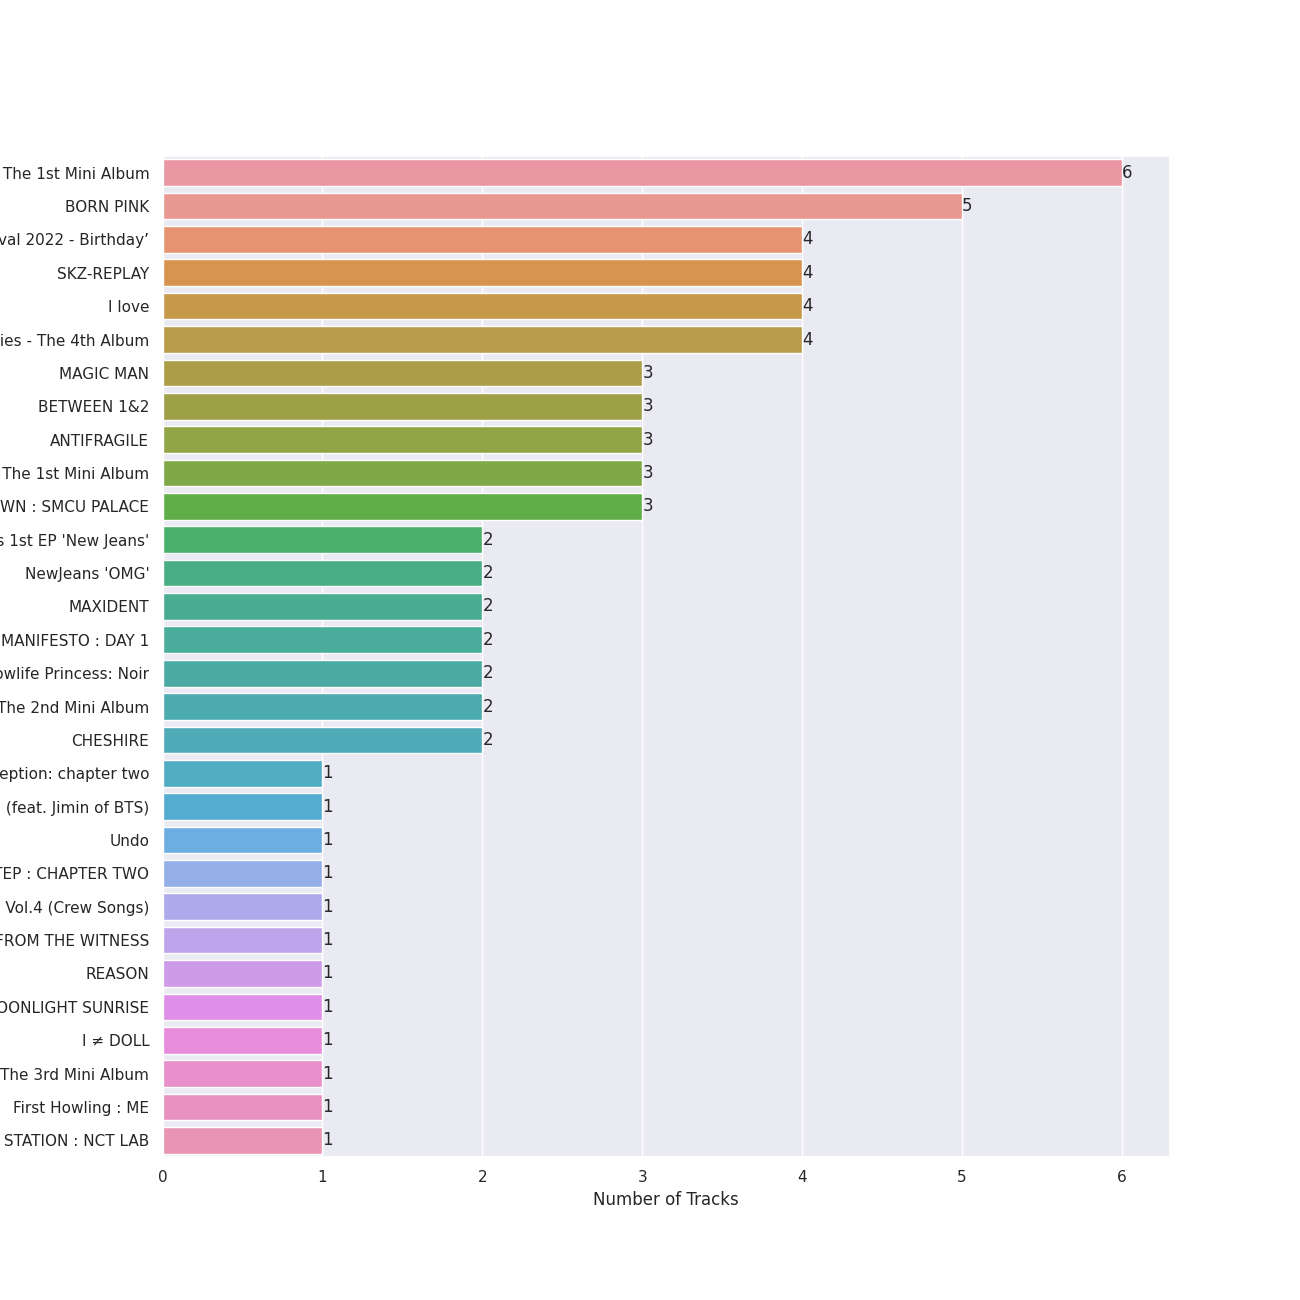 The 1st Mini Album 6
BORN PINK 5
val 2022 - Birthday’ 4
SKZ-REPLAY 4
I love 4
ies - The 4th Album 4
MAGIC MAN 3
BETWEEN 1&2 3
ANTIFRAGILE 3
The 1st Mini Album 3
WN : SMCU PALACE 3
s 1st EP 'New Jeans' 2
NewJeans 'OMG' 2
MAXIDENT 2
MANIFESTO : DAY 1 2
owlife Princess: Noir 2
The 2nd Mini Album 2
CHESHIRE 2
eption: chapter two 1
(feat. Jimin of BTS) 1
Undo 1
TEP : CHAPTER TWO 1
Vol.4 (Crew Songs) 1
FROM THE WITNESS 1
REASON 1
OONLIGHT SUNRISE 1
I ≠ DOLL 1
The 3rd Mini Album 1
First Howling : ME 1
STATION : NCT LAB 1
0 1 2 3 4 5 6
Number of Tracks